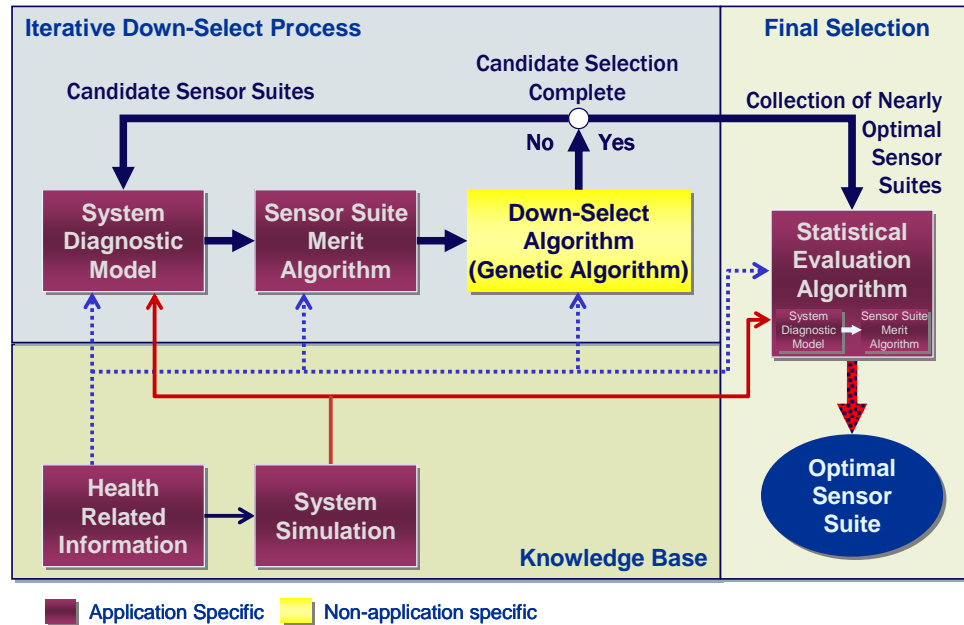 Iterative Down-Select Process
Final Selection
Candidate Selection
Complete
Candidate Sensor Suites
Collection of Nearly
Optimal
Sensor
Suites
No
Yes
System
Diagnostic
Model
Sensor Suite
Merit
Algorithm
Down-Select
Algorithm
(Genetic Algorithm)
Statistical
Evaluation
Algorithm
System
Diagnostic
Model
Sensor Suite
Merit
Algorithm
Health
Related
Information
System
Simulation
Optimal
Sensor
Suite
Knowledge Base
Application Specific
Non-application specific